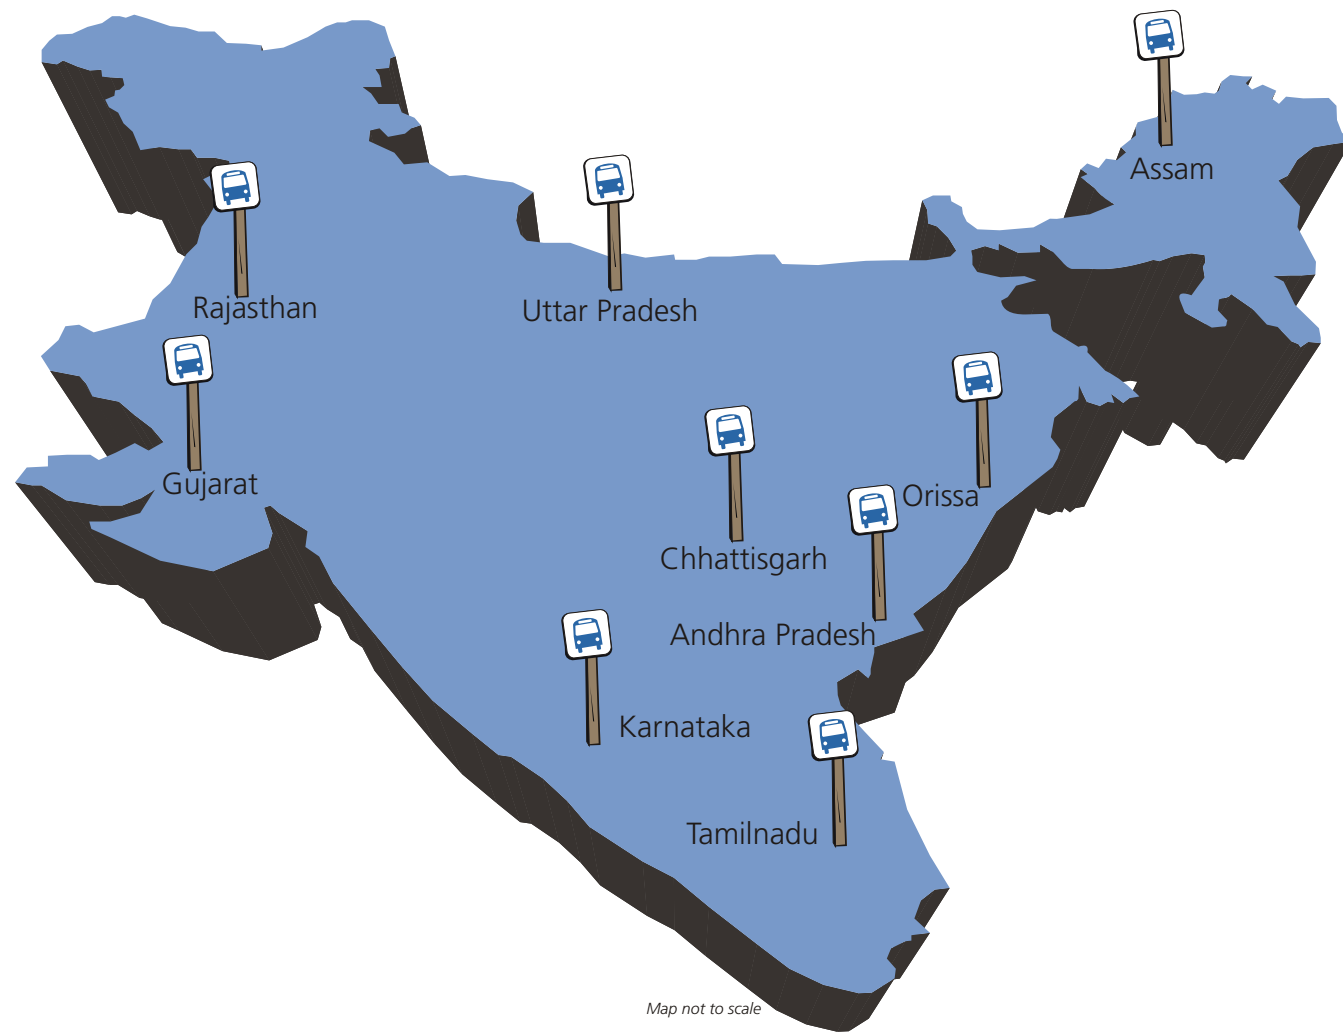 Assam
Rajasthan
Uttar Pradesh
Gujarat
Orissa
Chhattisgarh
Andhra Pradesh
Karnataka
Tamilnadu
Map not to scale